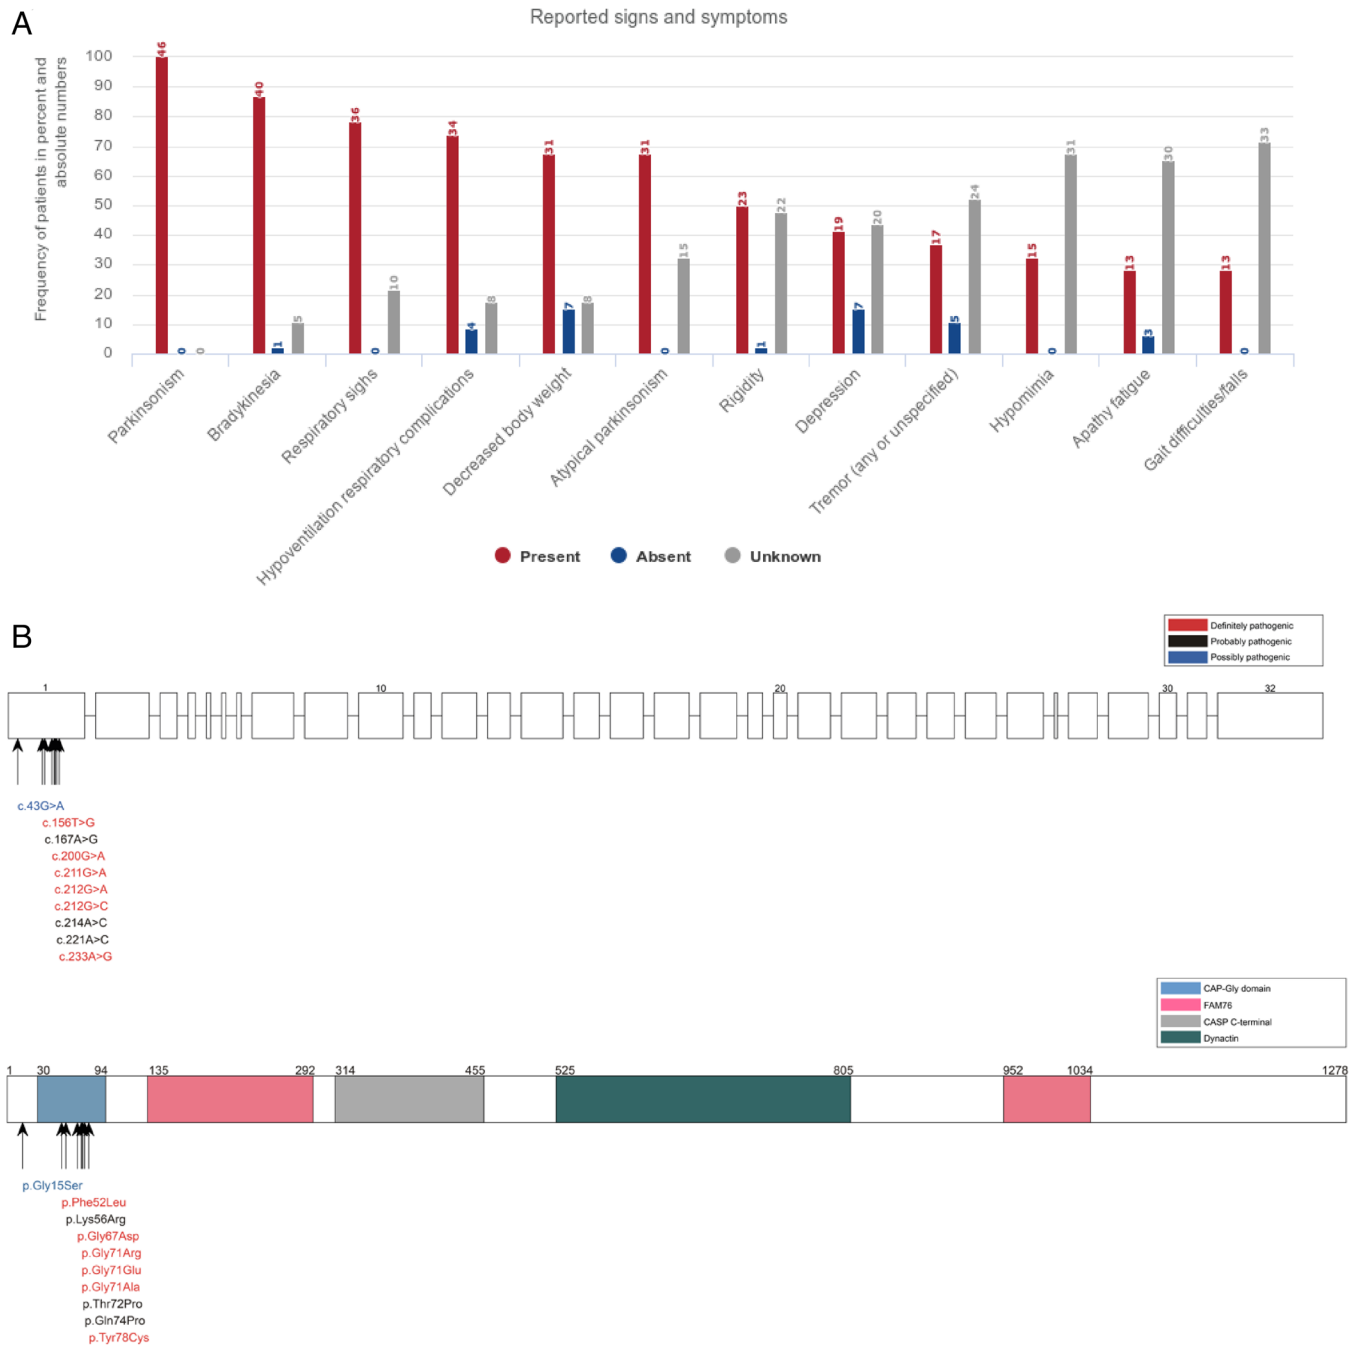 A
Reported signs and symptoms
Frequency of patients in percent and
absolute numbers
100
90
80
70
60
50
40
30
20
10
0
46
0
0
40
1
5
36
0
10
34
4
8
31
7
8
31
0
15
23
1
22
19
7
20
17
5
24
15
0
31
13
3
30
13
0
33
Parkinsonism
Bradykinesia
Respiratory signs
Hypoventilation respiratory complications
Decreased body weight
Atypical parkinsonism
Rigidity
Depression
Tremor (any or unspecified)
Hypomimia
Apathy fatigue
Gait difficulties/falls
Present Absent Unknown
B
Definitely pathogenic
Probably pathogenic
Possibly pathogenic
1 10 20 30 32
c.43G>A
c.156T>G
c.167A>G
c.200G>A
c.211G>A
c.212G>A
c.212G>C
c.214A>C
c.221A>C
c.233A>G
CAP-Gly domain
FAM76
CASP C-terminal
Dynactin
1 30 94 135 292 314 455 525 805 952 1034 1278
p.Gly15Ser
p.Phe52Leu
p.Lys56Arg
p.Gly67Asp
p.Gly71Arg
p.Gly71Glu
p.Gly71Ala
p.Thr72Pro
p.Gln74Pro
p.Tyr78Cys